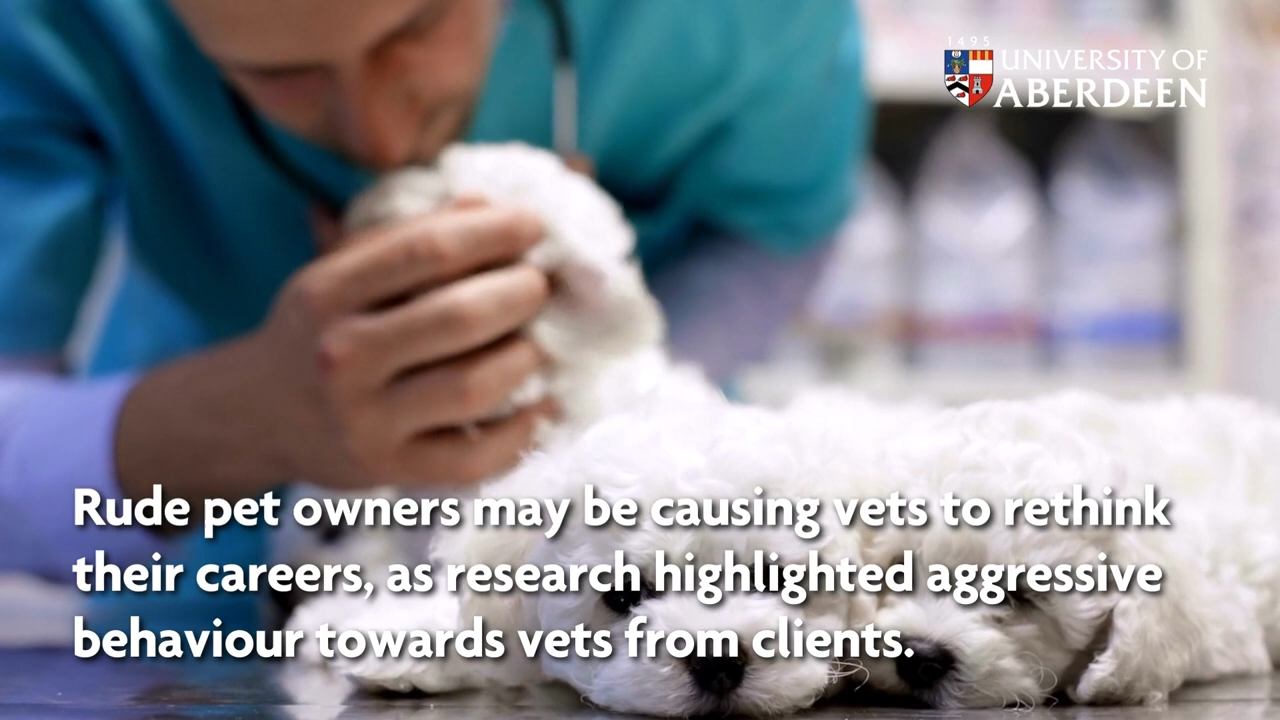 1495
UNIVERSITY OF
ABERDEEN
Rude pet owners may be causing vets to rethink
their careers, as research highlighted aggressive
behaviour towards vets from clients.